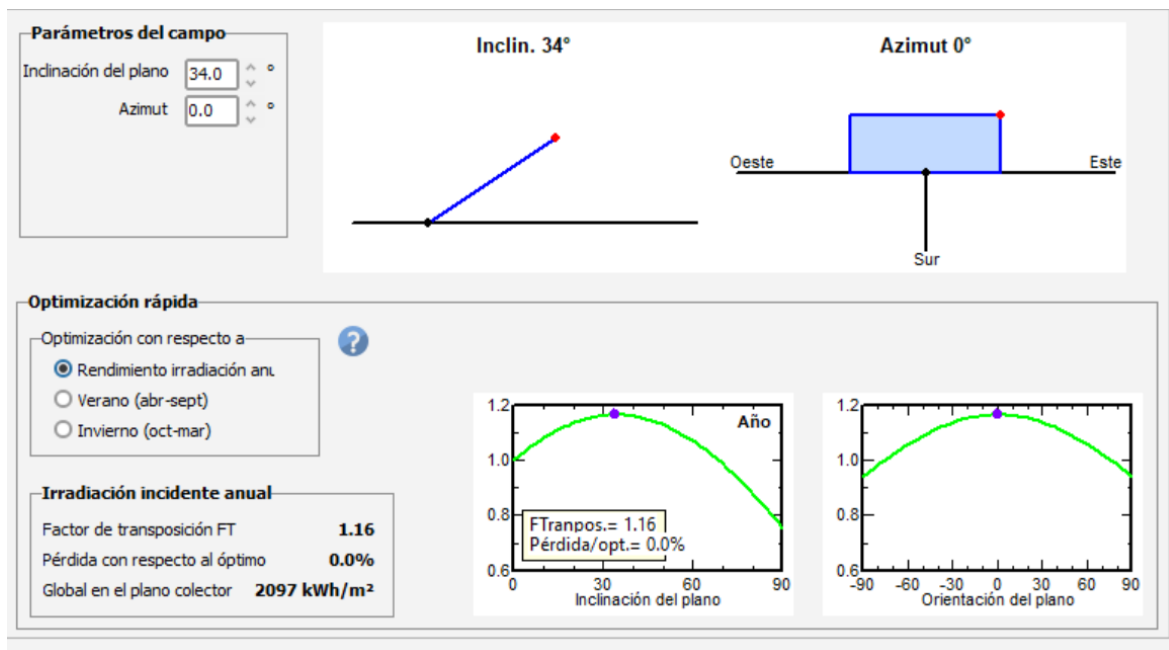 Parámetros del campo
Inclinación del plano 34.0 °
Azimut 0.0 °
Inclin. 34°
Azimut 0°
Oeste
Este
Sur
Optimización rápida
Optimización con respecto a
?
Rendimiento irradiación anu
Verano (abr-sept)
Invierno (oct-mar)
Irradiación incidente anual
Factor de transposición FT 1.16
Pérdida con respecto al óptimo 0.0%
Global en el plano colector 2097 kWh/m²
1.2
1.0
0.8
0.6
Año
FTranpos.= 1.16
Pérdida/opt.= 0.0%
0 30 60 90
Inclinación del plano
1.2
1.0
0.8
0.6
-90 -60 -30 0 30 60 90
Orientación del plano